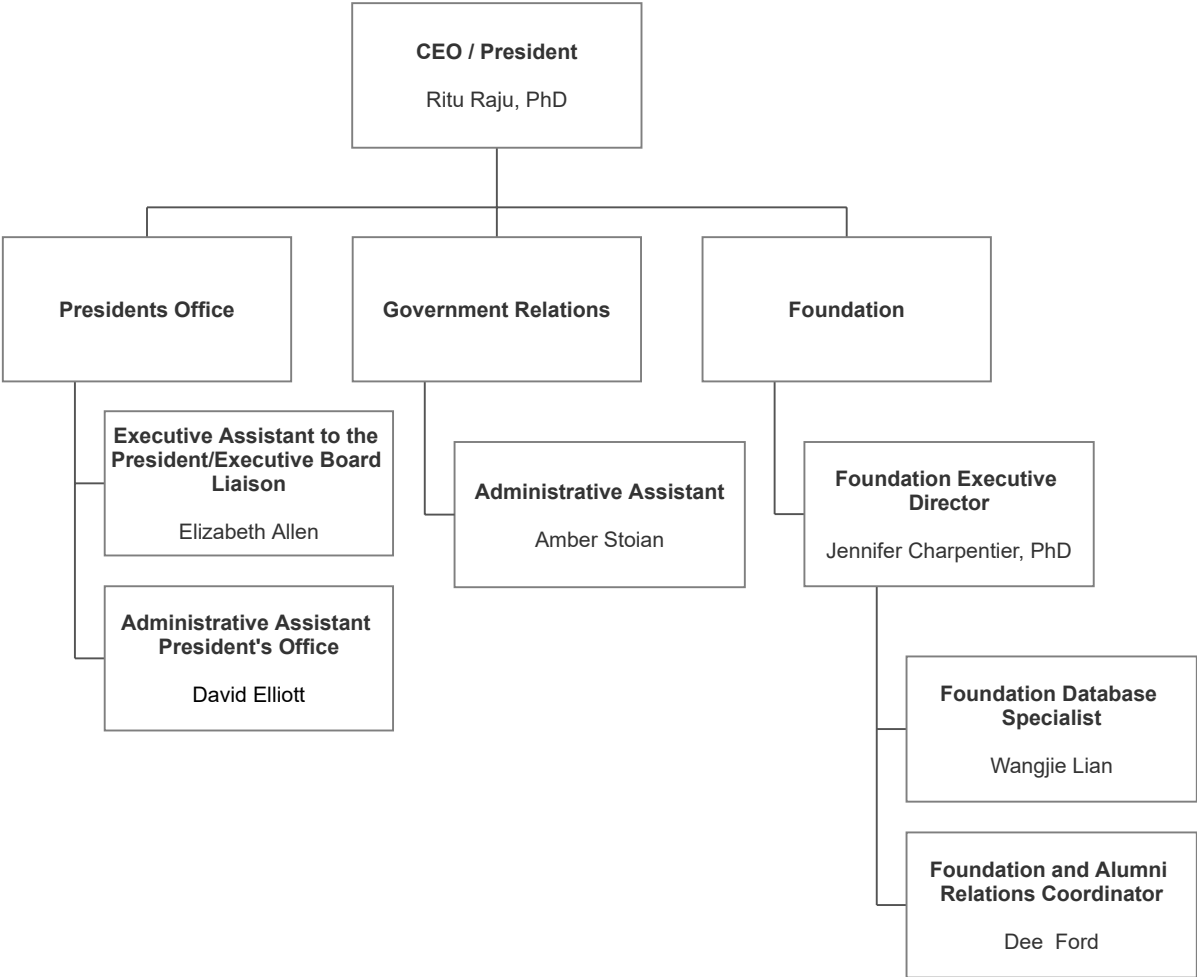 CEO / President
Ritu Raju, PhD
Presidents Office
Government Relations
Foundation
Executive Assistant to the
President/Executive Board
Liaison
Elizabeth Allen
Administrative Assistant
President's Office
David Elliott
Administrative Assistant
Amber Stoian
Foundation Executive
Director
Jennifer Charpentier, PhD
Foundation Database
Specialist
Wangjie Lian
Foundation and Alumni
Relations Coordinator
Dee  Ford